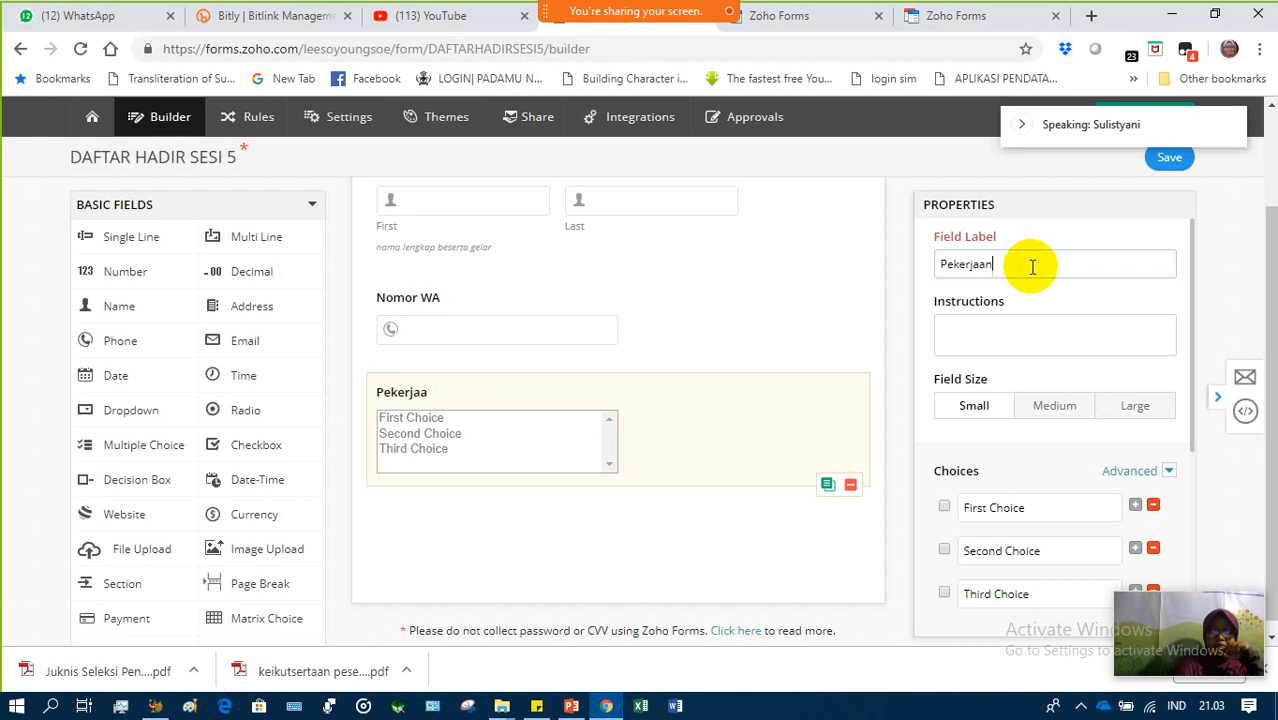 (12) WhatsApp
Bitly | Bitlink Managem
(113) YouTube
You're sharing your screen.
Zoho Forms
Zoho Forms
https://forms.zoho.com/leesoyoungsoe/form/DAFTARHADIRSESI5/builder
23
4
Bookmarks
Transliteration of Su...
New Tab
Facebook
LOGIN| PADAMU N...
Building Character i...
The fastest free You...
login sim
APLIKASI PENDATA...
»
Other bookmarks
Builder
Rules
Settings
Themes
Share
Integrations
Approvals
Speaking: Sulistyani
DAFTAR HADIR SESI 5 *
Save
BASIC FIELDS
Single Line
Multi Line
123 Number
.00 Decimal
Name
Address
Phone
Email
Date
Time
Dropdown
Radio
Multiple Choice
Checkbox
Decision Box
Date-Time
Website
Currency
File Upload
Image Upload
Section
Page Break
Payment
Matrix Choice
First
Last
nama lengkap beserta gelar
Nomor WA
Pekerjaa
First Choice
Second Choice
Third Choice
* Please do not collect password or CVV using Zoho Forms. Click here to read more.
PROPERTIES
Field Label
Pekerjaan
Instructions
Field Size
Small
Medium
Large
Choices
Advanced
First Choice
Second Choice
Third Choice
Activate Windows
Go to Settings to activate Windows.
Juknis Seleksi Pen....pdf
keikutsertaan pese....pdf
IND
21.03